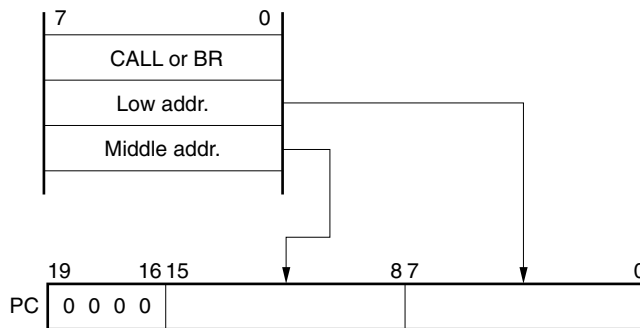 7 0
CALL or BR
Low addr.
Middle addr.
19 16 15 8 7 0
PC 0 0 0 0